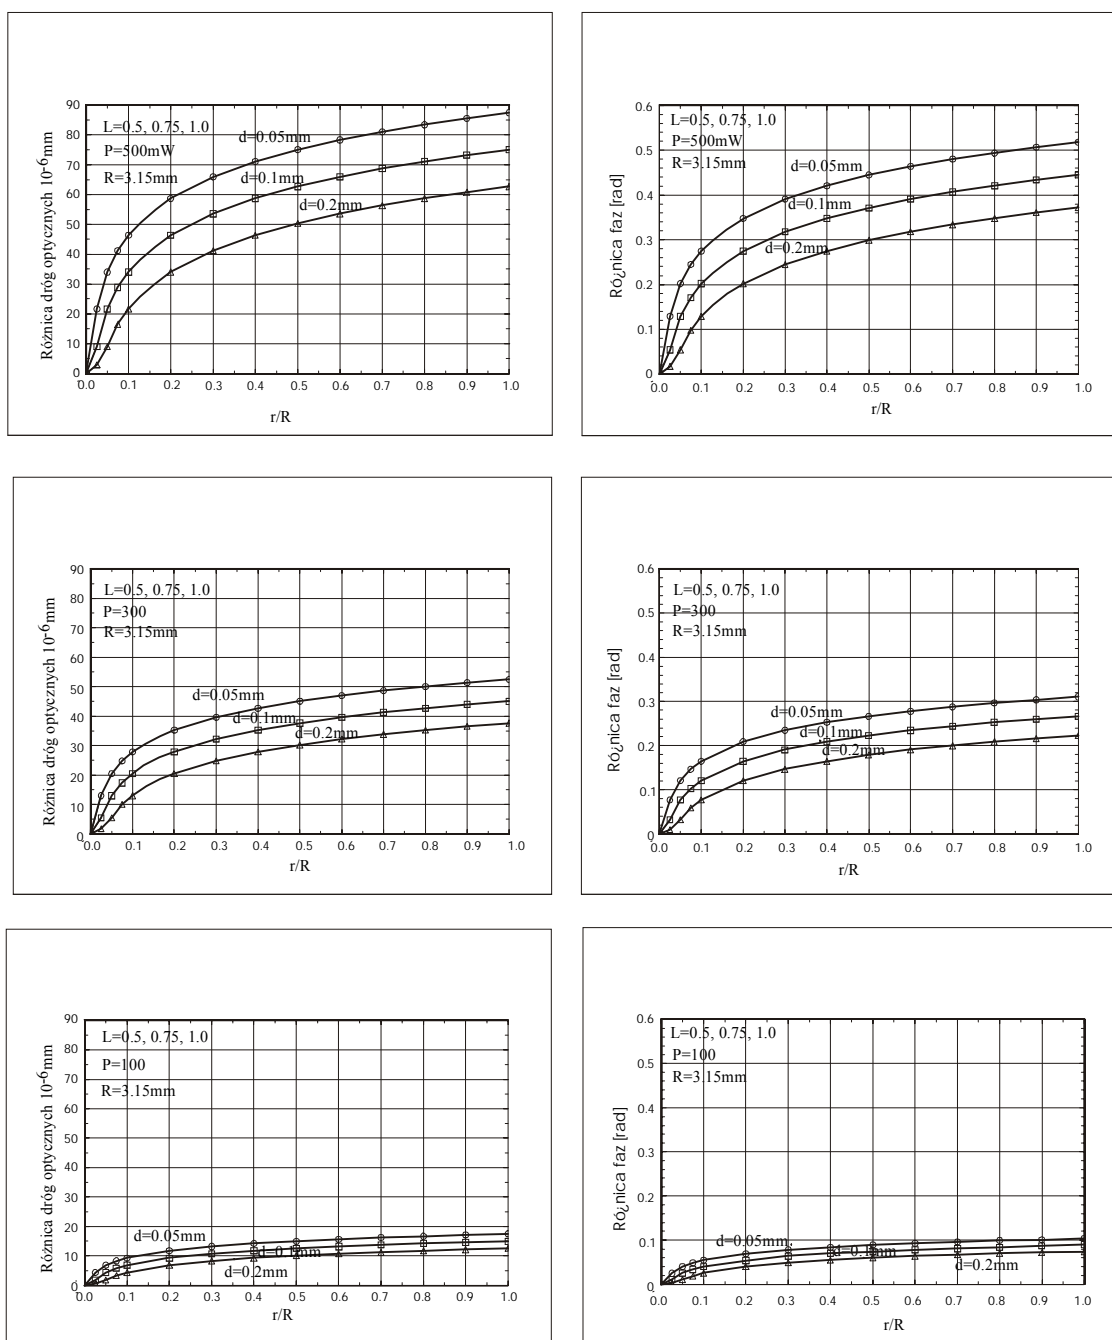 Różnica dróg optycznych 10-6mm
90
80
70
60
50
40
30
20
10
0
L=0.5, 0.75, 1.0
P=500mW
R=3.15mm
d=0.05mm
d=0.1mm
d=0.2mm
0.0 0.1 0.2 0.3 0.4 0.5 0.6 0.7 0.8 0.9 1.0
r/R
Ró¿nica faz [rad]
0.6
0.5
0.4
0.3
0.2
0.1
0
L=0.5, 0.75, 1.0
P=500mW
R=3.15mm
d=0.05mm
d=0.1mm
d=0.2mm
0.0 0.1 0.2 0.3 0.4 0.5 0.6 0.7 0.8 0.9 1.0
r/R
Różnica dróg optycznych 10-6mm
90
80
70
60
50
40
30
20
10
0
L=0.5, 0.75, 1.0
P=300
R=3.15mm
d=0.05mm
d=0.1mm
d=0.2mm
0.0 0.1 0.2 0.3 0.4 0.5 0.6 0.7 0.8 0.9 1.0
r/R
Ró¿nica faz [rad]
0.6
0.5
0.4
0.3
0.2
0.1
0
L=0.5, 0.75, 1.0
P=300
R=3.15mm
d=0.05mm
d=0.1mm
d=0.2mm
0.0 0.1 0.2 0.3 0.4 0.5 0.6 0.7 0.8 0.9 1.0
r/R
Różnica dróg optycznych 10-6mm
90
80
70
60
50
40
30
20
10
0
L=0.5, 0.75, 1.0
P=100
R=3.15mm
d=0.05mm
d=0.1mm
d=0.2mm
0.0 0.1 0.2 0.3 0.4 0.5 0.6 0.7 0.8 0.9 1.0
r/R
Ró¿nica faz [rad]
0.6
0.5
0.4
0.3
0.2
0.1
0
L=0.5, 0.75, 1.0
P=100
R=3.15mm
d=0.05mm
d=0.1mm
d=0.2mm
0.0 0.1 0.2 0.3 0.4 0.5 0.6 0.7 0.8 0.9 1.0
r/R